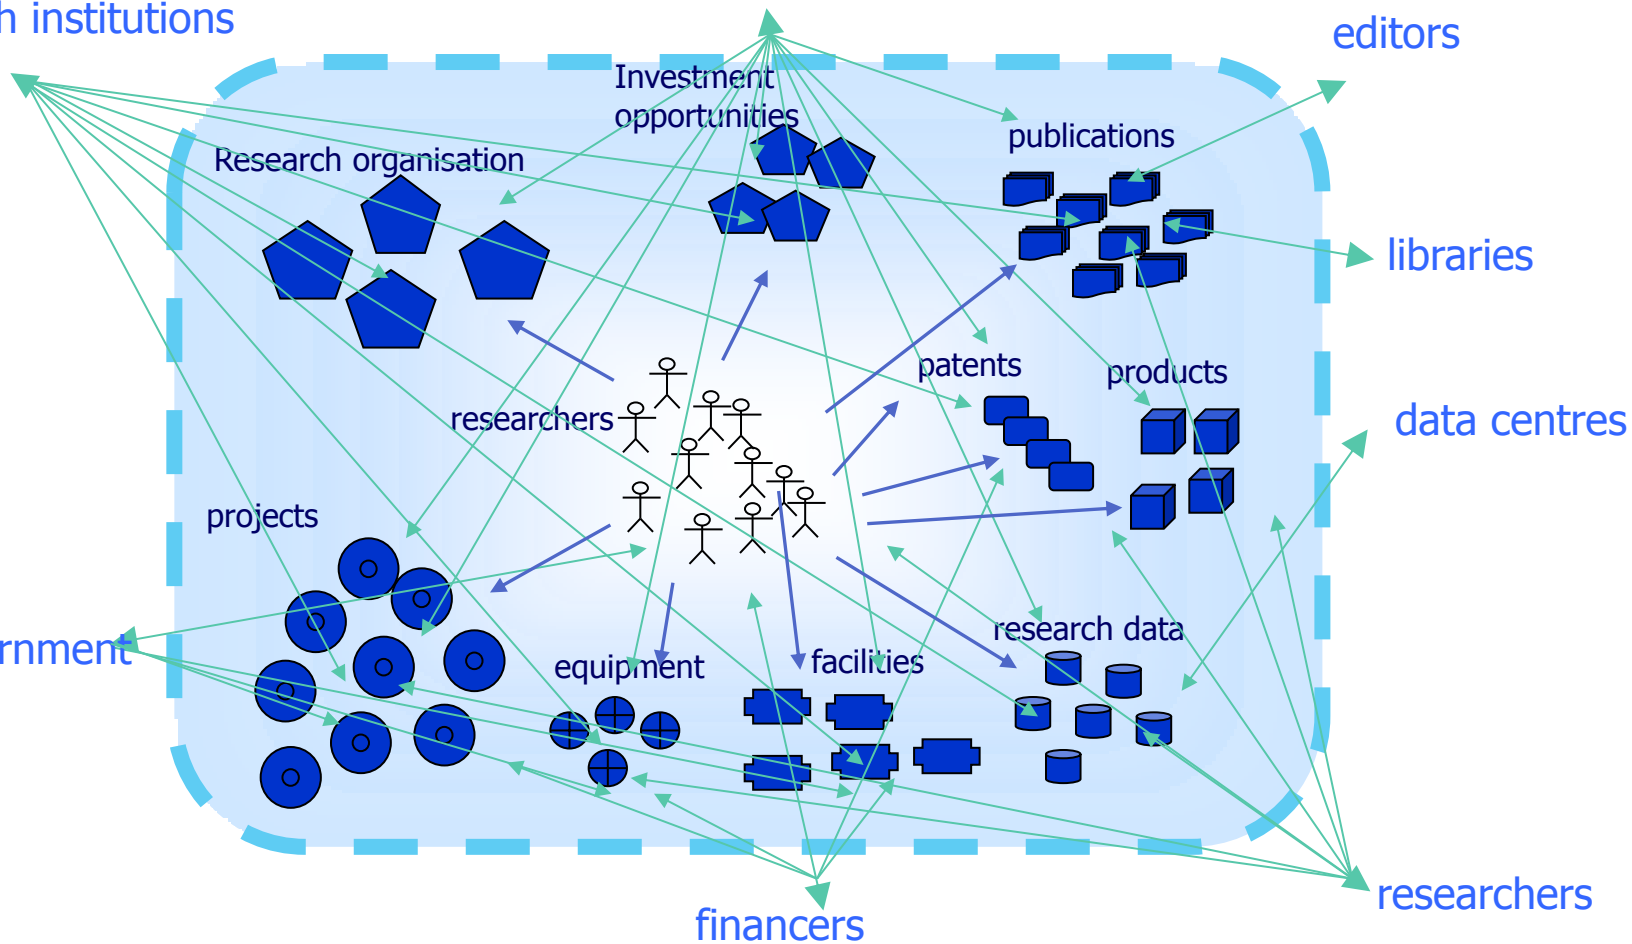 h institutions
editors
Investment
opportunities
publications
Research organisation
libraries
patents
products
researchers
data centres
projects
research data
rnment
equipment
facilities
researchers
financers